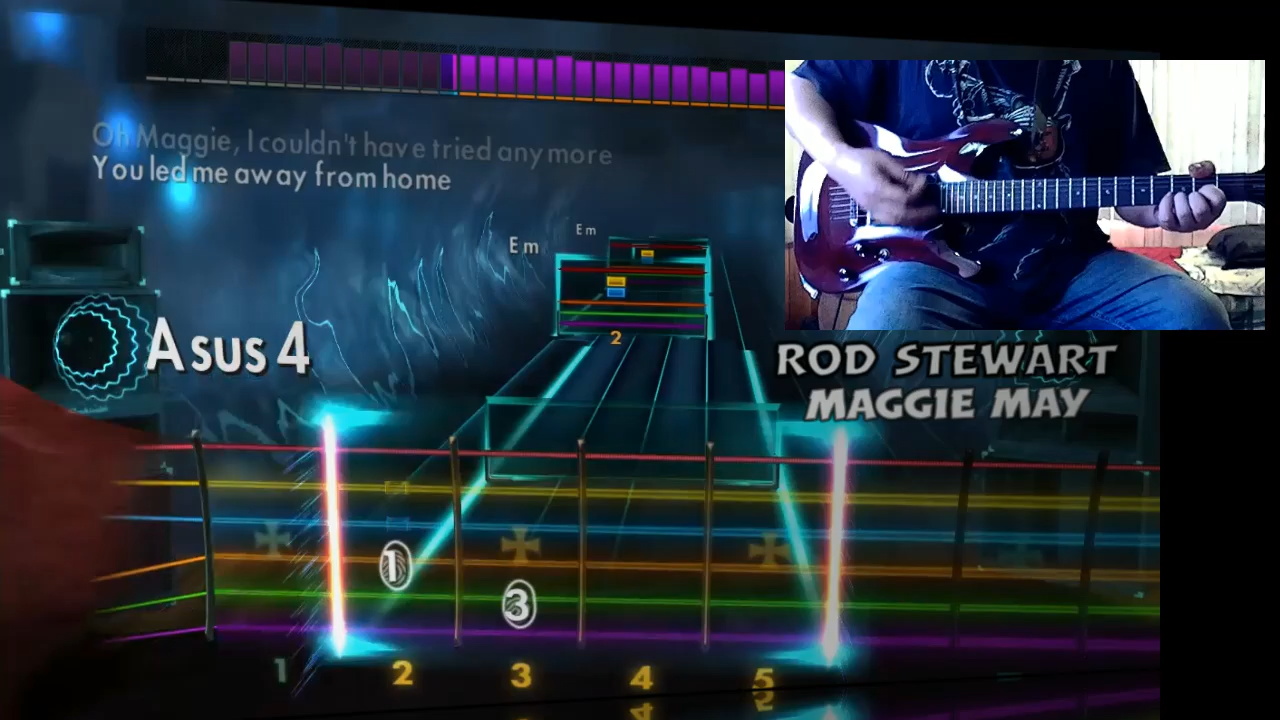 Oh Maggie, I couldn't have tried any more
You led me away from home
Em
Em
A sus 4
2
ROD STEWART
MAGGIE MAY
1
3
1 2 3 4 5